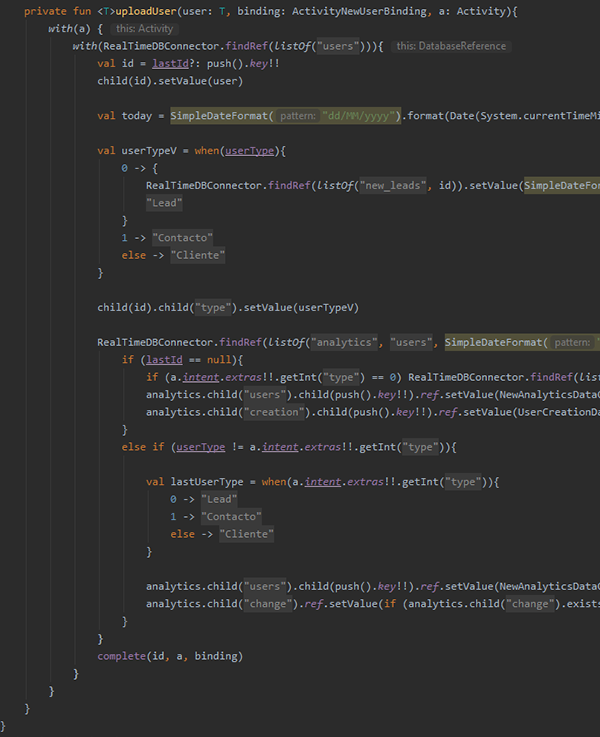 private fun <T>uploadUser(user: T, binding: ActivityNewUserBinding, a: Activity){
with(a) { this: Activity
with(RealTimeDBConnector.findRef(listOf("users"))){ this: DatabaseReference
val id = lastId?: push().key!!
child(id).setValue(user)
val today = SimpleDateFormat( pattern: "dd/MM/yyyy").format(Date(System.currentTimeMi
val userTypeV = when(userType){
0 -> {
RealTimeDBConnector.findRef(listOf("new_leads", id)).setValue(SimpleDateFor
"Lead"
}
1 -> "Contacto"
else -> "Cliente"
}
child(id).child("type").setValue(userTypeV)
RealTimeDBConnector.findRef(listOf("analytics", "users", SimpleDateFormat( pattern: "
if (lastId == null){
if (a.intent.extras!!.getInt("type") == 0) RealTimeDBConnector.findRef(lis
analytics.child("users").child(push().key!!).ref.setValue(NewAnalyticsDataC
analytics.child("creation").child(push().key!!).ref.setValue(UserCreationDa
}
else if (userType != a.intent.extras!!.getInt("type")){
val lastUserType = when(a.intent.extras!!.getInt("type")){
0 -> "Lead"
1 -> "Contacto"
else -> "Cliente"
}
analytics.child("users").child(push().key!!).ref.setValue(NewAnalyticsDataC
analytics.child("change").ref.setValue(if (analytics.child("change").exists
}
}
complete(id, a, binding)
}
}
}
}